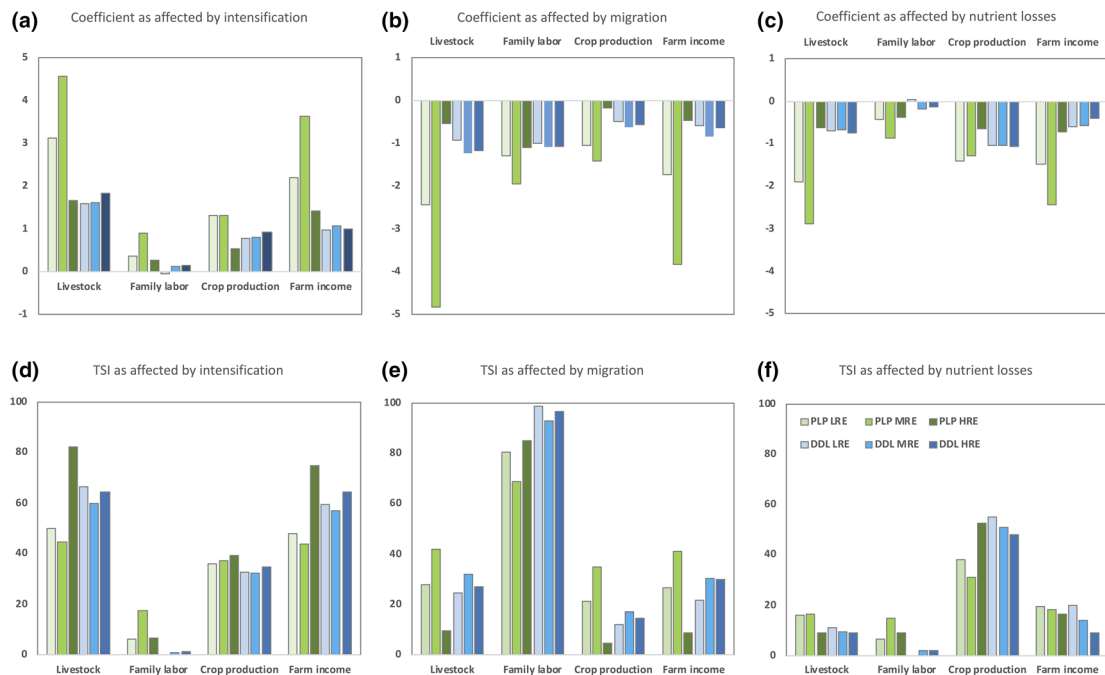 (a) Coefficient as affected by intensification
5
4
3
2
1
0
-1
Livestock Family labor Crop production Farm income
(b) Coefficient as affected by migration
Livestock Family labor Crop production Farm income
1
0
-1
-2
-3
-4
-5
(c) Coefficient as affected by nutrient losses
Livestock Family labor Crop production Farm income
1
0
-1
-2
-3
-4
-5
(d) TSI as affected by intensification
100
80
60
40
20
0
Livestock Family labor Crop production Farm income
(e) TSI as affected by migration
100
80
60
40
20
0
Livestock Family labor Crop production Farm income
(f) TSI as affected by nutrient losses
100
80
60
40
20
0
PLP LRE PLP MRE PLP HRE
DDL LRE DDL MRE DDL HRE
Livestock Family labor Crop production Farm income